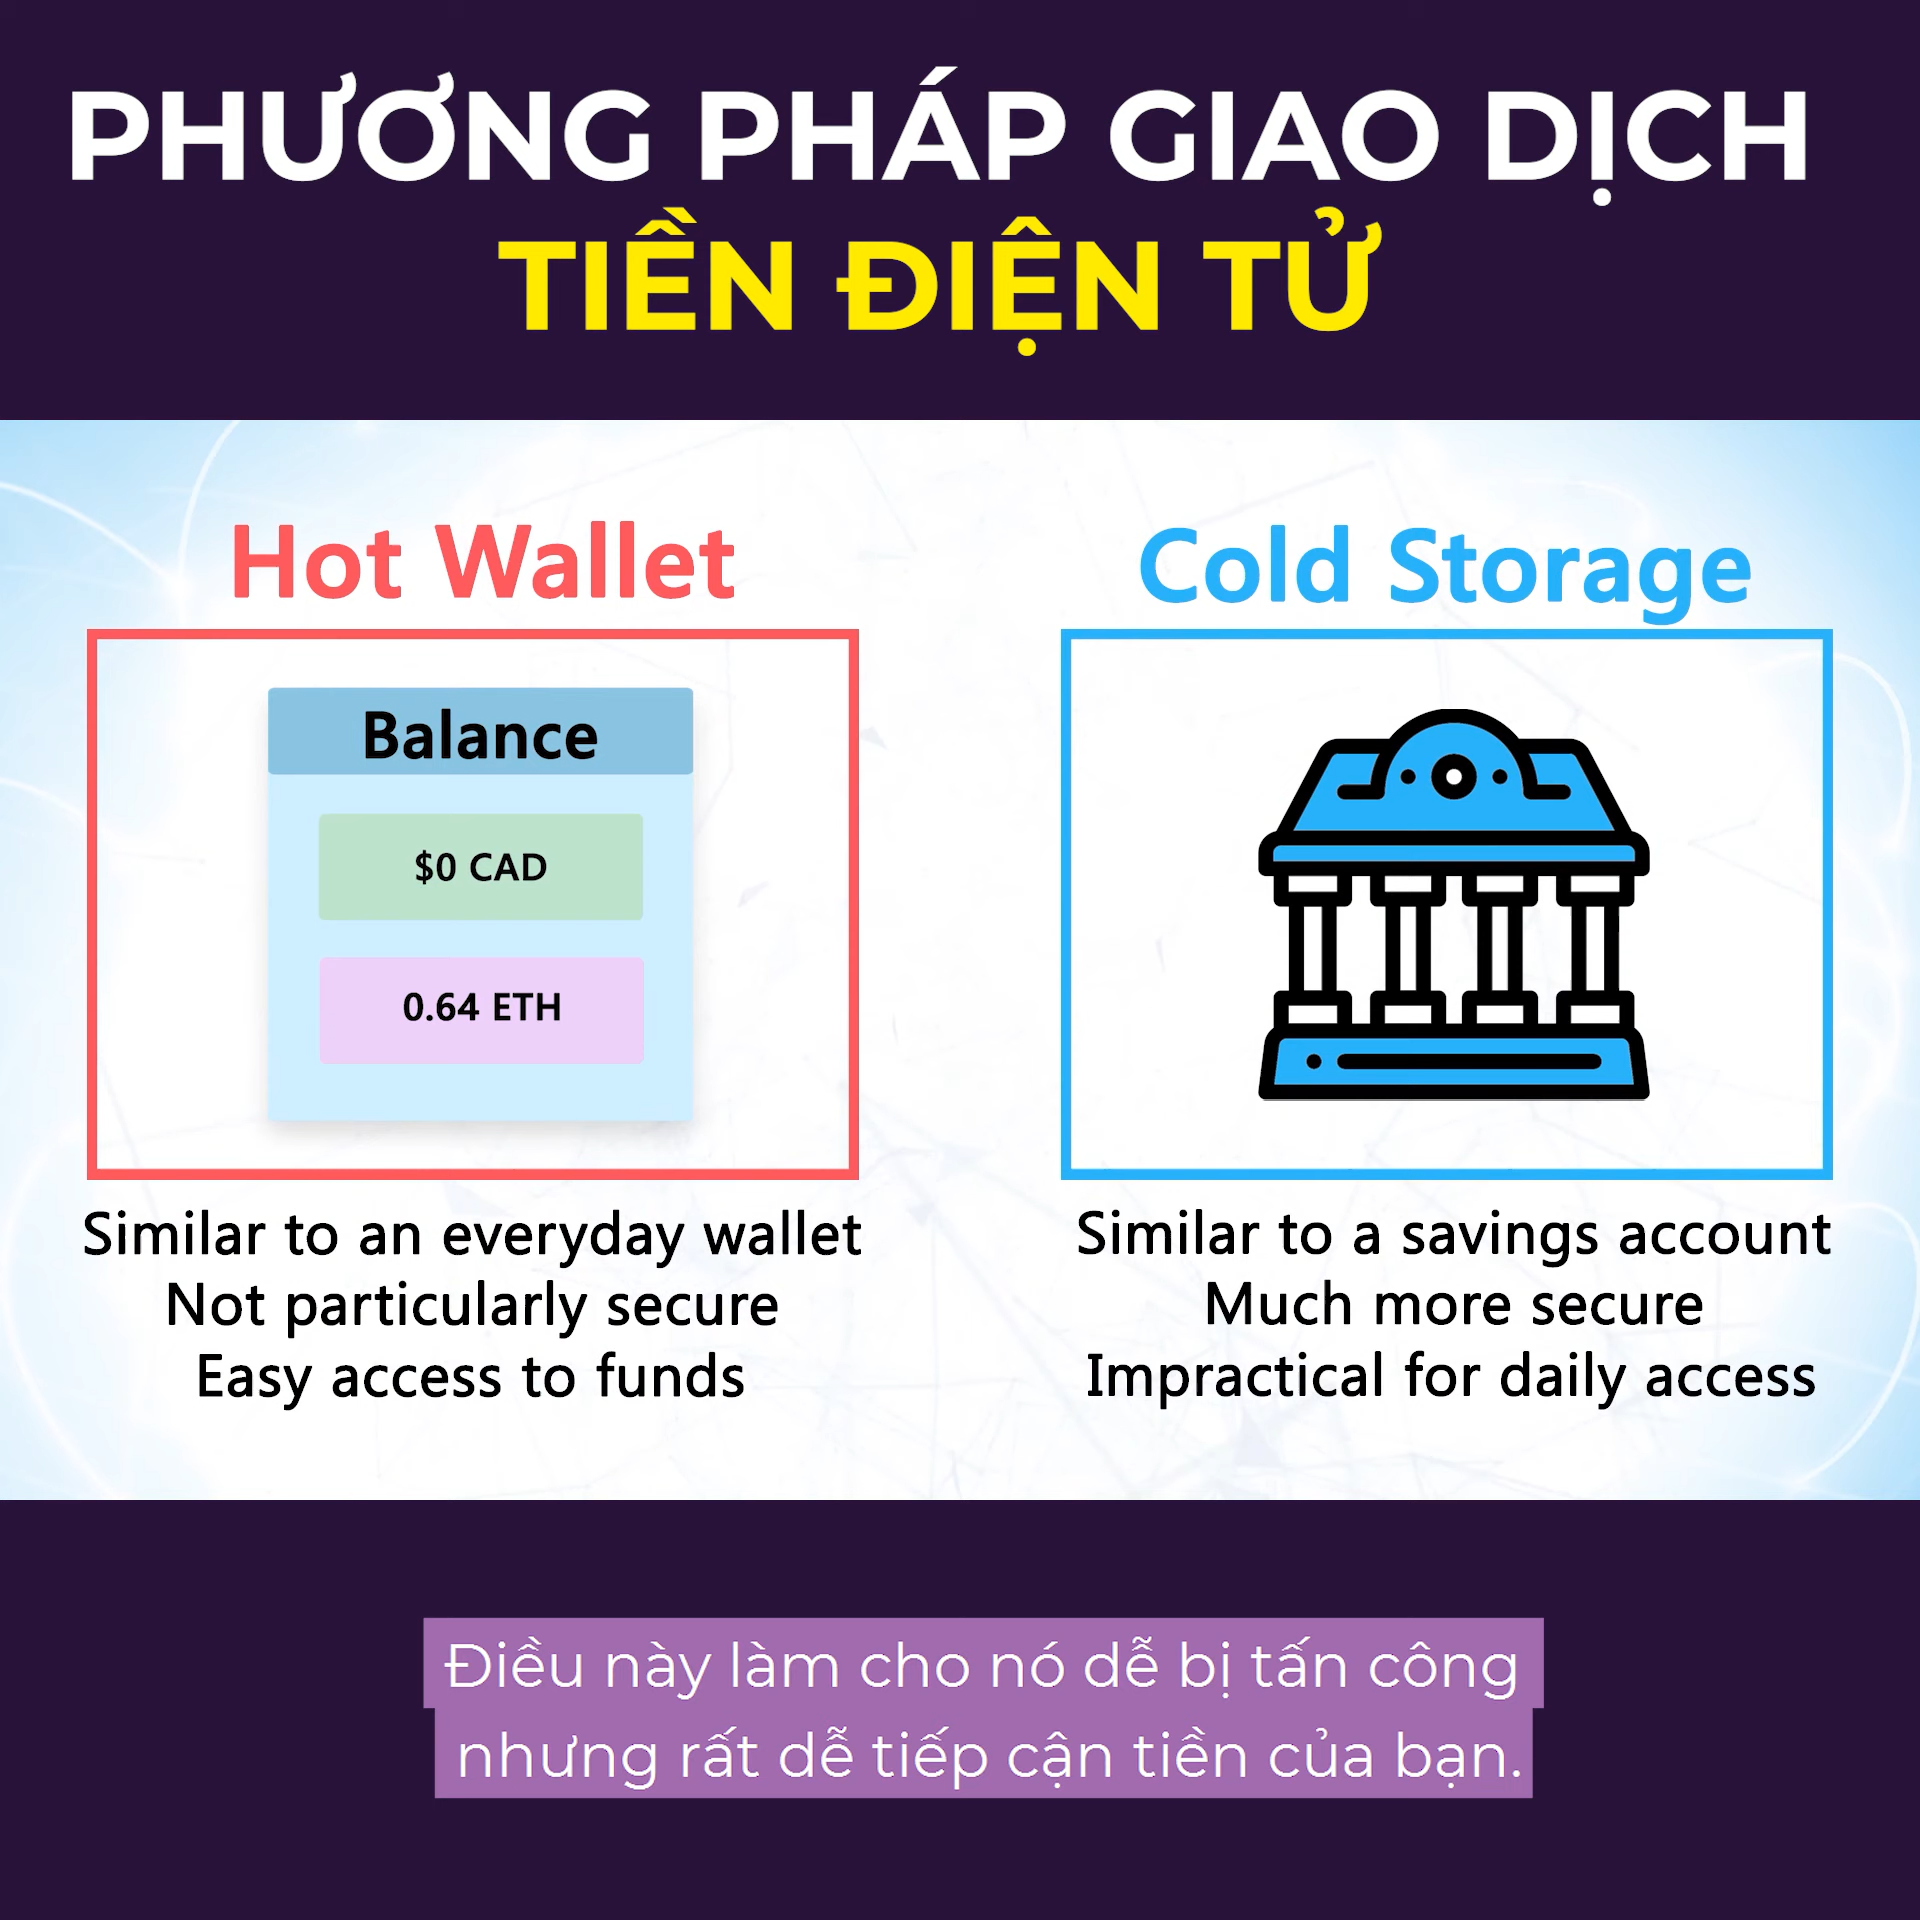 PHƯƠNG PHÁP GIAO DỊCH
TIỀN ĐIỆN TỬ
Hot Wallet
Balance
$0 CAD
0.64 ETH
Similar to an everyday wallet
Not particularly secure
Easy access to funds
Cold Storage
Similar to a savings account
Much more secure
Impractical for daily access
Điều này làm cho nó dễ bị tấn công
nhưng rất dễ tiếp cận tiền của bạn.